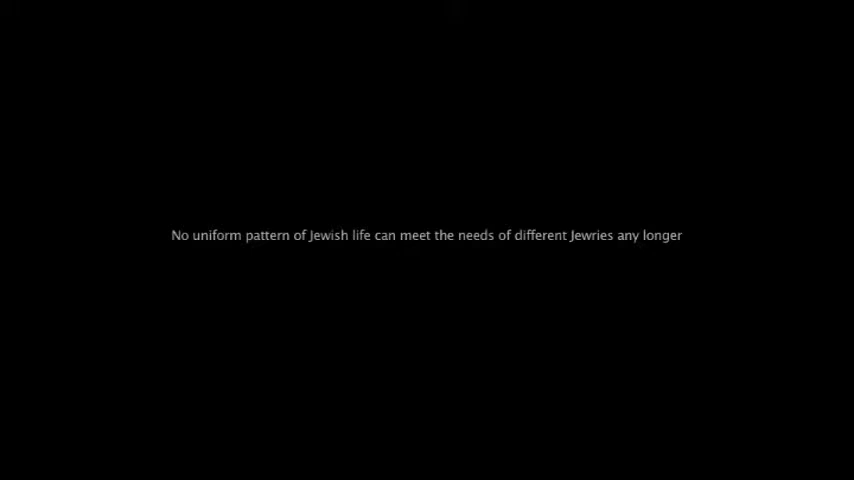 No uniform pattern of Jewish life can meet the needs of different Jewries any longer